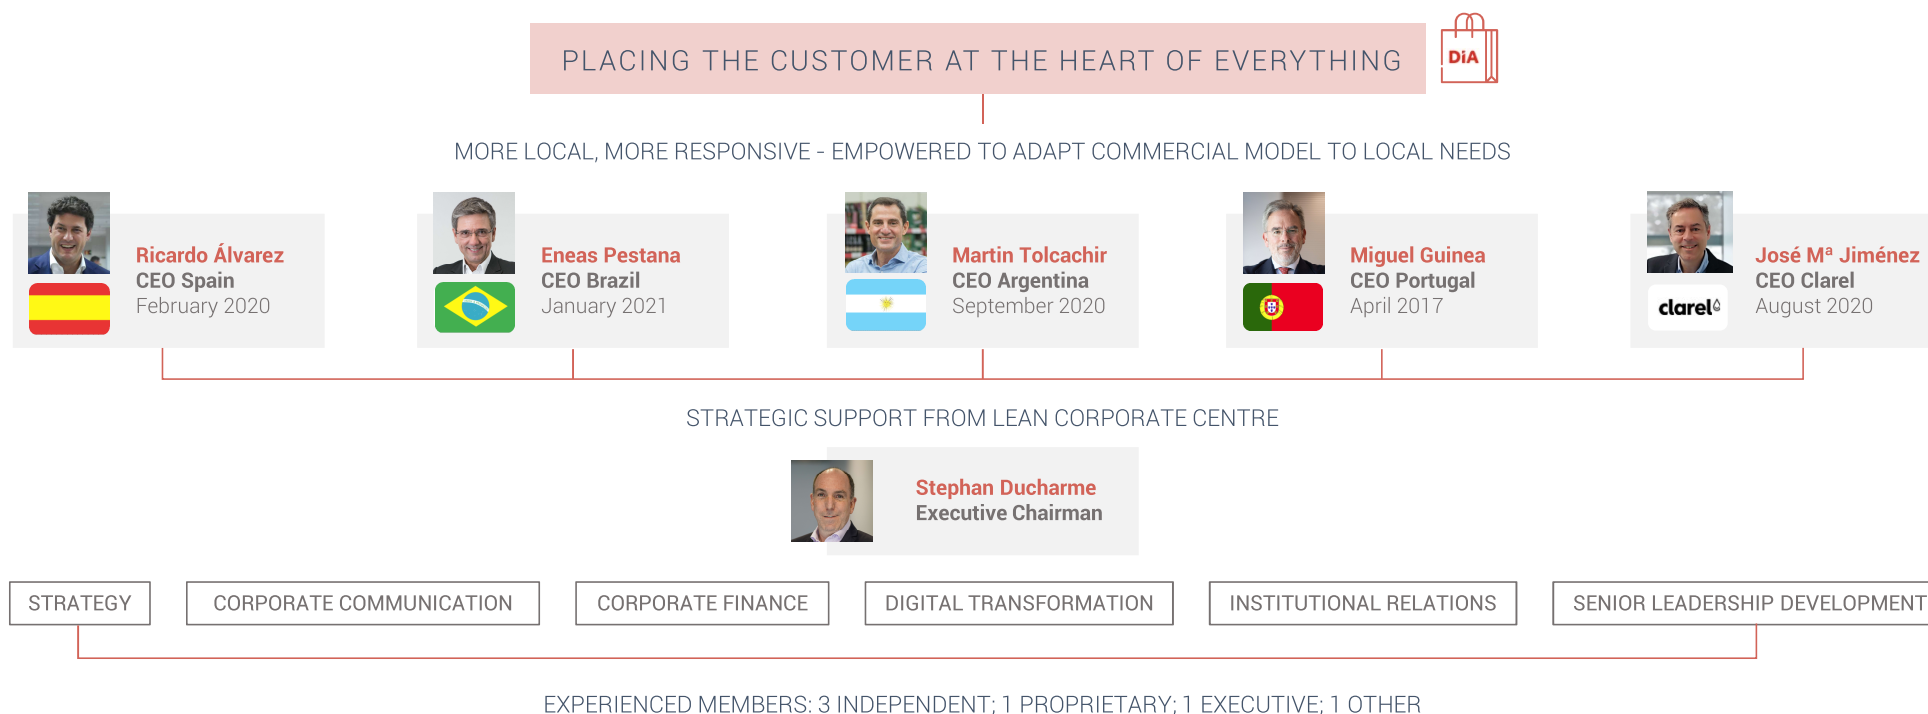 PLACING THE CUSTOMER AT THE HEART OF EVERYTHING
DiA
MORE LOCAL, MORE RESPONSIVE - EMPOWERED TO ADAPT COMMERCIAL MODEL TO LOCAL NEEDS
Ricardo Álvarez
CEO Spain
February 2020
Eneas Pestana
CEO Brazil
January 2021
Martin Tolcachir
CEO Argentina
September 2020
Miguel Guinea
CEO Portugal
April 2017
José Mª Jiménez
CEO Clarel
August 2020
clarel
STRATEGIC SUPPORT FROM LEAN CORPORATE CENTRE
Stephan Ducharme
Executive Chairman
STRATEGY
CORPORATE COMMUNICATION
CORPORATE FINANCE
DIGITAL TRANSFORMATION
INSTITUTIONAL RELATIONS
SENIOR LEADERSHIP DEVELOPMENT
EXPERIENCED MEMBERS: 3 INDEPENDENT; 1 PROPRIETARY; 1 EXECUTIVE; 1 OTHER